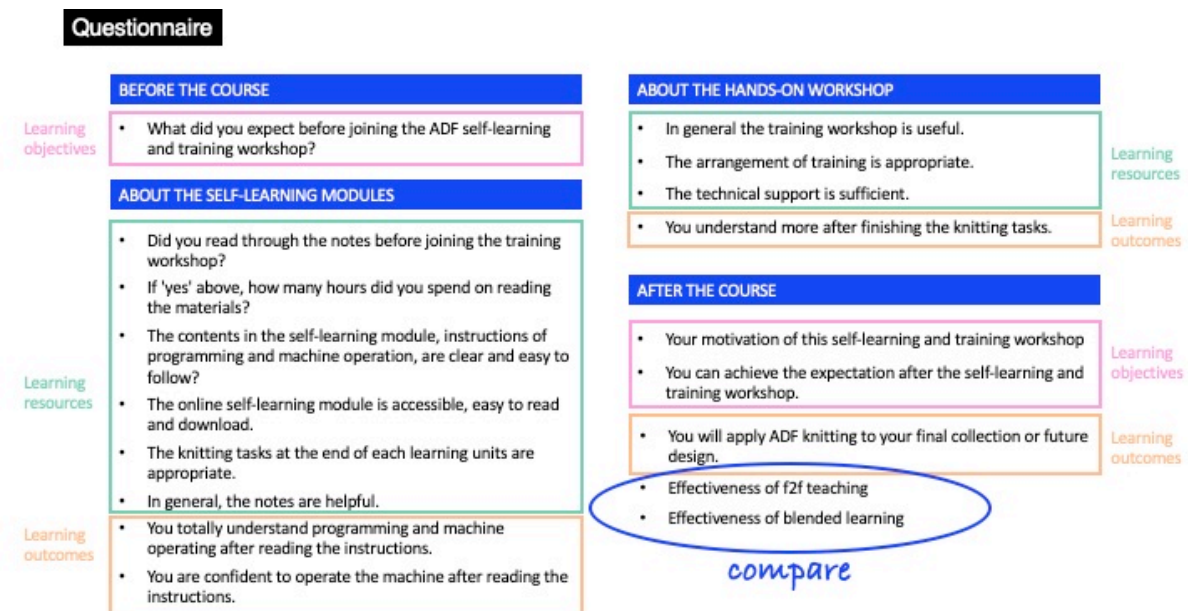 Questionnaire
BEFORE THE COURSE
Learning
objectives
• What did you expect before joining the ADF self-learning
and training workshop?
ABOUT THE SELF-LEARNING MODULES
Learning
resources
• Did you read through the notes before joining the training
workshop?
• If 'yes' above, how many hours did you spend on reading
the materials?
• The contents in the self-learning module, instructions of
programming and machine operation, are clear and easy to
follow?
• The online self-learning module is accessible, easy to read
and download.
• The knitting tasks at the end of each learning units are
appropriate.
• In general, the notes are helpful.
Learning
outcomes
• You totally understand programming and machine
operating after reading the instructions.
• You are confident to operate the machine after reading the
instructions.
ABOUT THE HANDS-ON WORKSHOP
• In general the training workshop is useful.
• The arrangement of training is appropriate.
• The technical support is sufficient.
Learning
resources
• You understand more after finishing the knitting tasks.
Learning
outcomes
AFTER THE COURSE
• Your motivation of this self-learning and training workshop
• You can achieve the expectation after the self-learning and
training workshop.
Learning
objectives
• You will apply ADF knitting to your final collection or future
design.
Learning
outcomes
• Effectiveness of f2f teaching
• Effectiveness of blended learning
compare